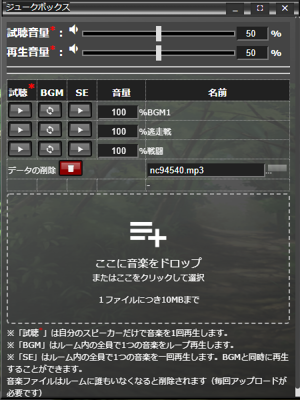 ジュークボックス
試聴音量*： 50 %
再生音量*： 50 %
試聴* BGM SE 音量 名前
100 %BGM1
100 %逃走戦
100 %戦闘
データの削除 nc94540.mp3 ...
-
ここに音楽をドロップ
またはここをクリックして選択
1ファイルにつき10MBまで
※「試聴*」は自分のスピーカーだけで音楽を1回再生します。
※「BGM」はルーム内の全員で1つの音楽をループ再生します。
※「SE」はルーム内の全員で1つの音楽を一回再生します。BGMと同時に再生
することができます。
音楽ファイルはルームに誰もいなくなると削除されます（毎回アップロードが
必要です）